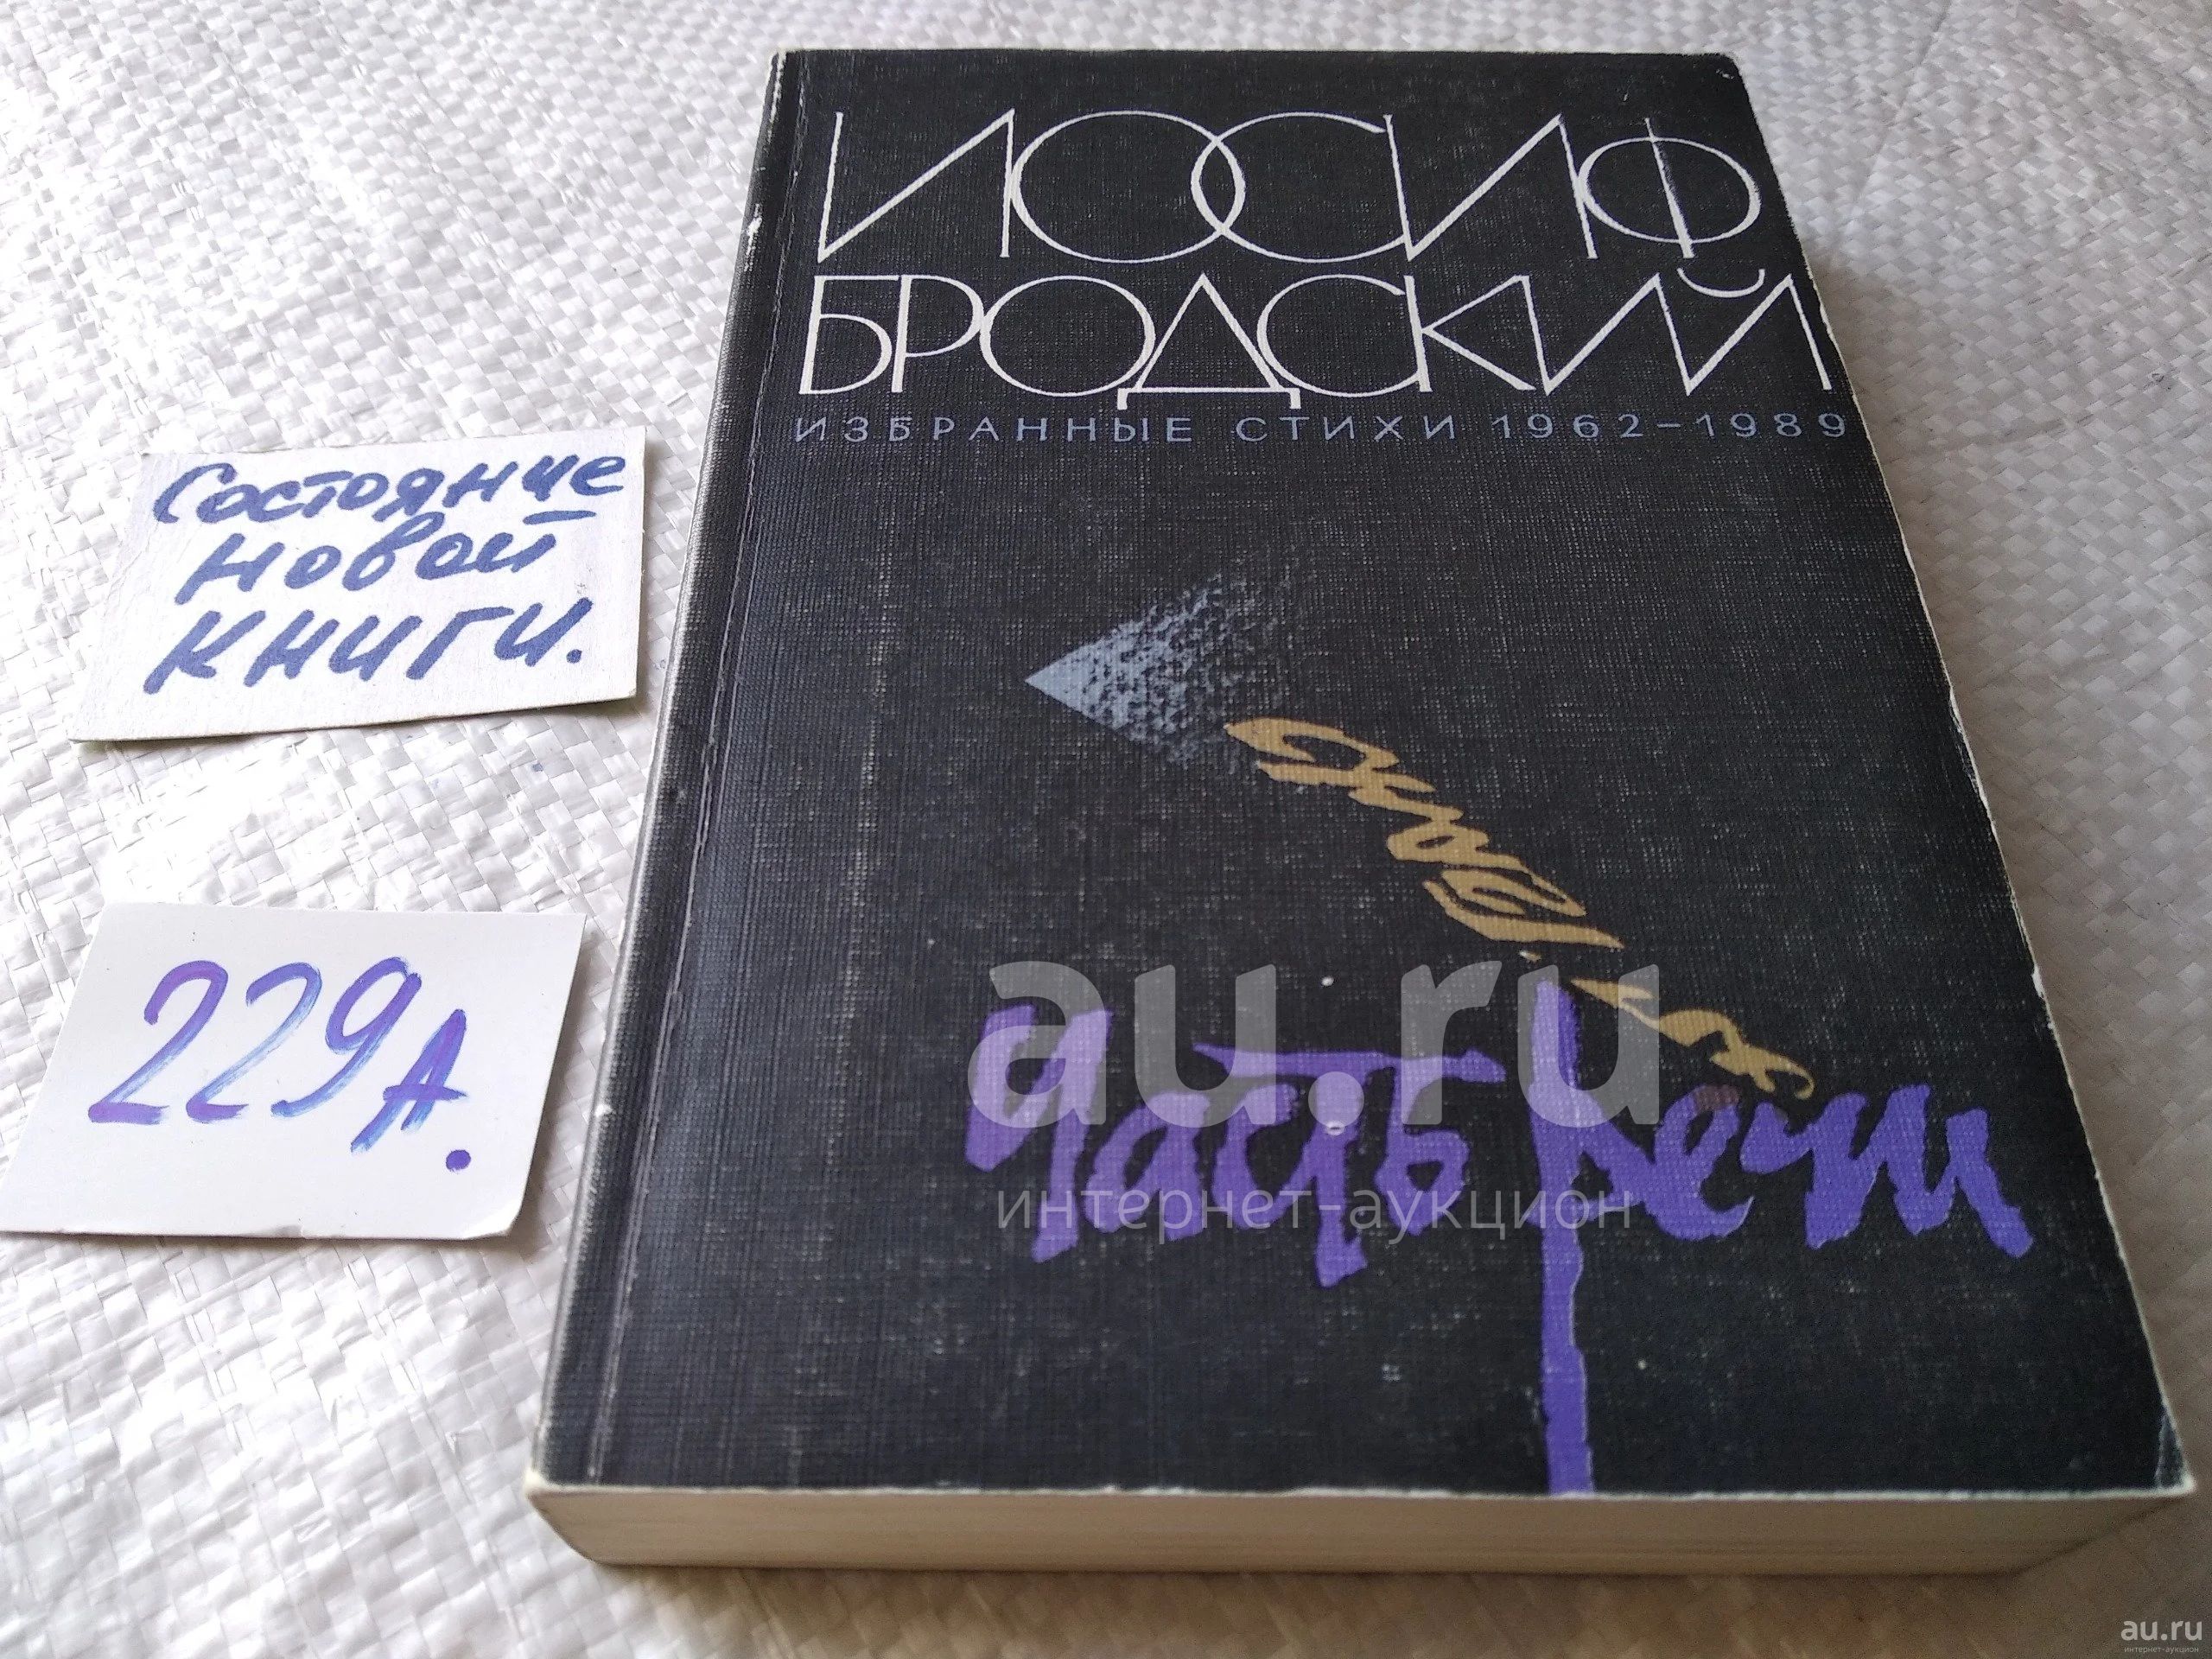 ИОСИФ
БРОДСКИЙ
ИЗБРАННЫЕ СТИХИ 1962-1989
Состояние
новой
книги.
229А.
Часть Речи
au.ru
интернет-аукцион
au.ru
интернет-аукцион